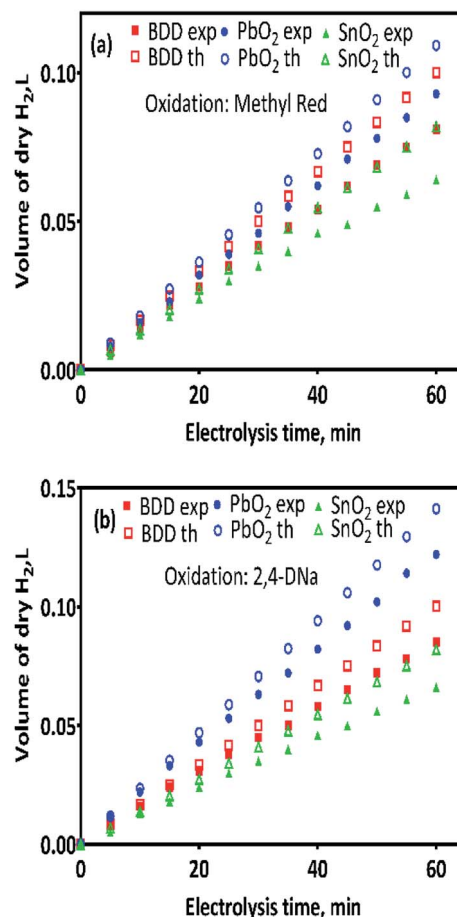 (a)
BDD exp PbO₂ exp SnO₂ exp
BDD th PbO₂ th SnO₂ th
Oxidation: Methyl Red
Volume of dry H₂,L
0.10
0.05
0.00
0 20 40 60
Electrolysis time, min
0.15
(b)
BDD exp PbO₂ exp SnO₂ exp
BDD th PbO₂ th SnO₂ th
Oxidation: 2,4-DNa
Volume of dry H₂,L
0.10
0.05
0.00
0 20 40 60
Electrolysis time, min